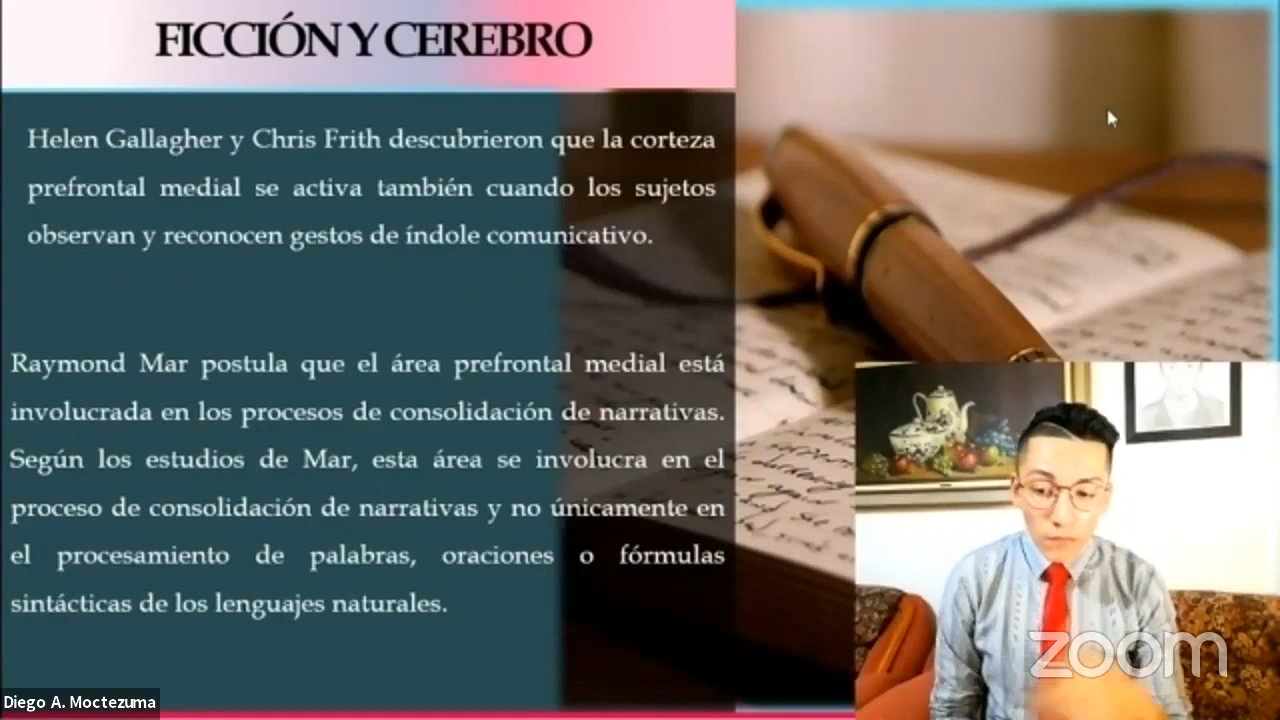 FICCIÓN Y CEREBRO
Helen Gallagher y Chris Frith descubrieron que la corteza
prefrontal medial se activa también cuando los sujetos
observan y reconocen gestos de índole comunicativo.
Raymond Mar postula que el área prefrontal medial está
involucrada en los procesos de consolidación de narrativas.
Según los estudios de Mar, esta área se involucra en el
proceso de consolidación de narrativas y no únicamente en
el procesamiento de palabras, oraciones o fórmulas
sintácticas de los lenguajes naturales.
zoom
Diego A. Moctezuma